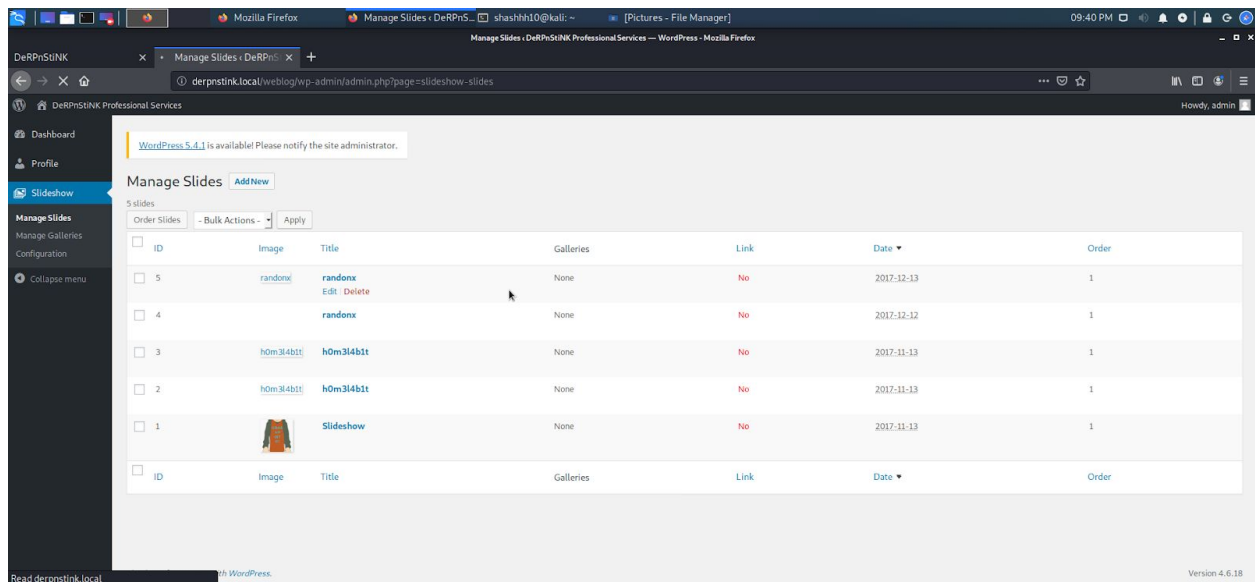 Mozilla Firefox Manage Slides ‹ DeRPnS... shashhh10@kali: ~ [Pictures - File Manager] 09:40 PM
Manage Slides ‹ DeRPnStiNK Professional Services — WordPress - Mozilla Firefox
DeRPnStiNK Manage Slides ‹ DeRPnS
derpnstink.local/weblog/wp-admin/admin.php?page=slideshow-slides
DeRPnStiNK Professional Services Howdy, admin
Dashboard
Profile
Slideshow
Manage Slides
Manage Galleries
Configuration
Collapse menu
WordPress 5.4.1 is available! Please notify the site administrator.
Manage Slides Add New
5 slides
Order Slides - Bulk Actions - Apply
ID Image Title Galleries Link Date Order
5 randonx randonx None No 2017-12-13 1
Edit | Delete
4 randonx None No 2017-12-12 1
3 h0m3l4b1t h0m3l4b1t None No 2017-11-13 1
2 h0m3l4b1t h0m3l4b1t None No 2017-11-13 1
1 Slideshow None No 2017-11-13 1
ID Image Title Galleries Link Date Order
th WordPress. Version 4.6.18
Read derpnstink.local